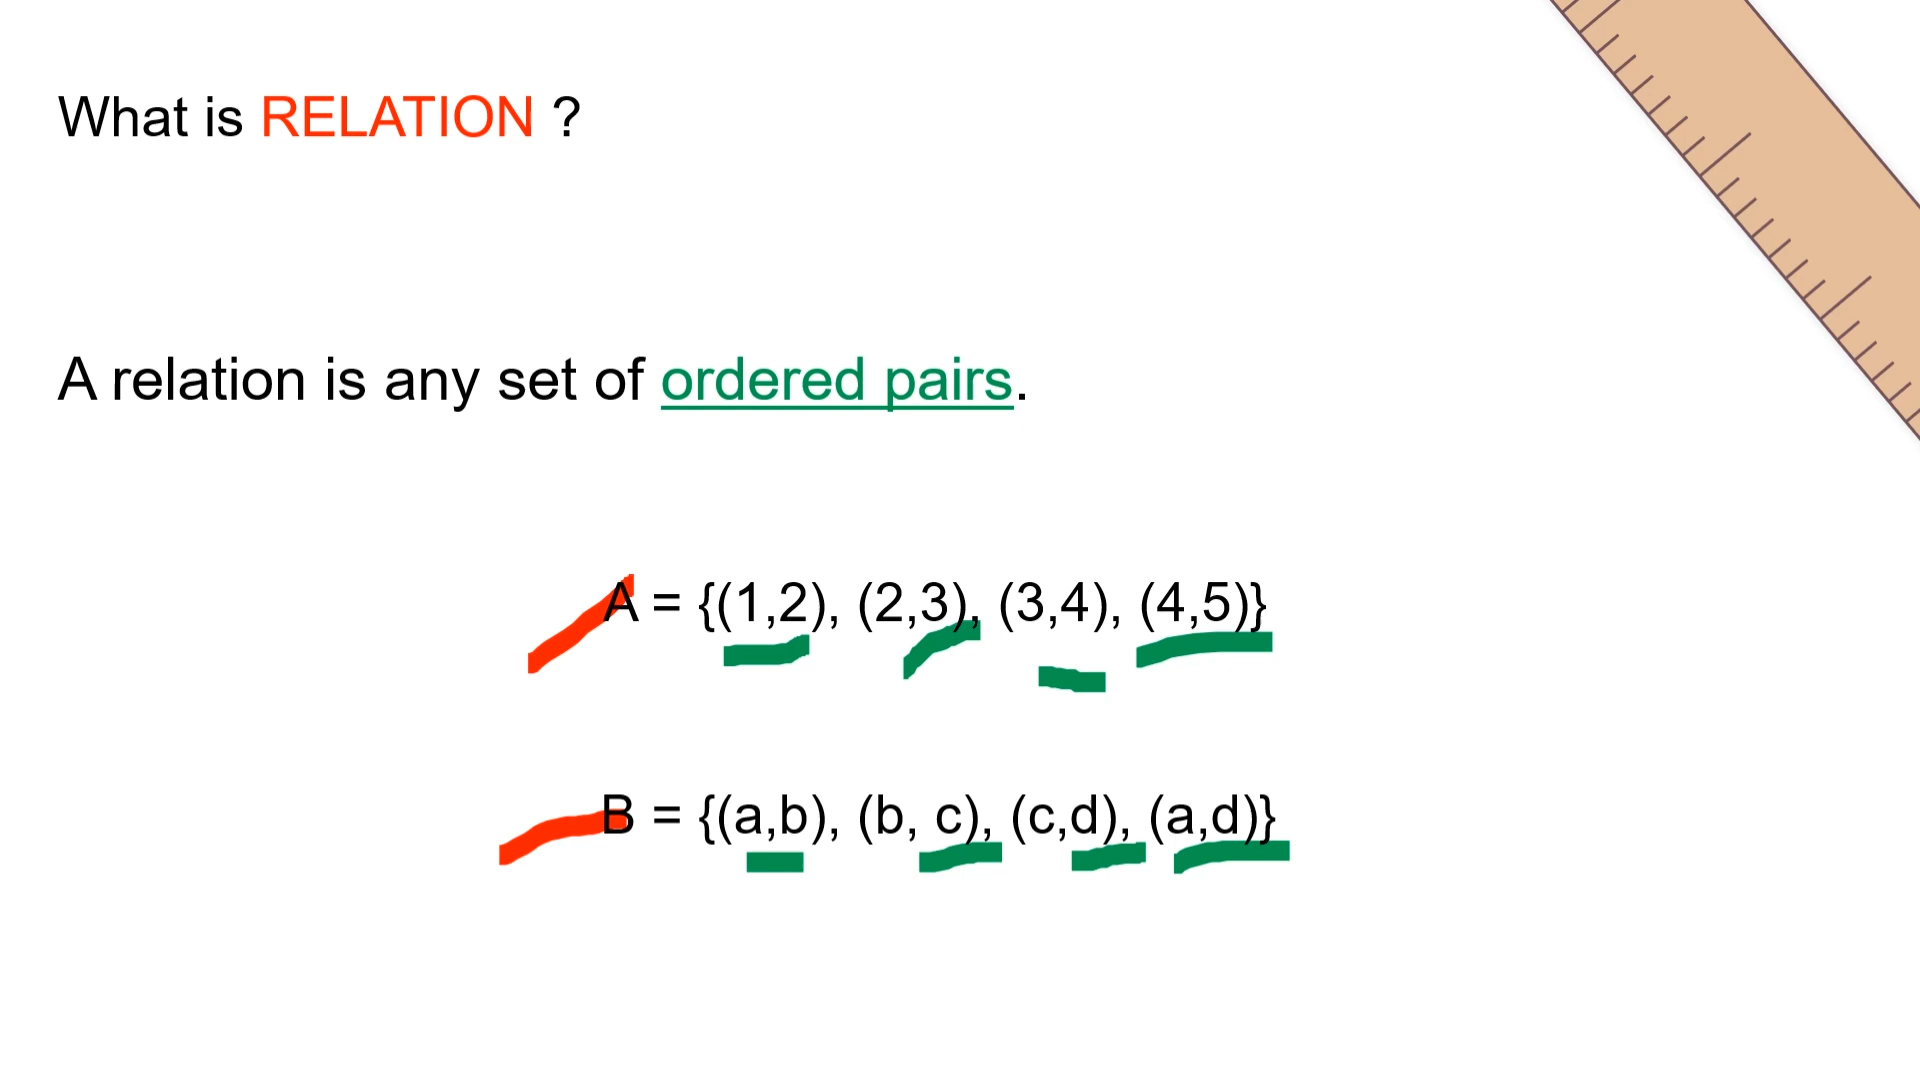 What is RELATION ?
A relation is any set of ordered pairs.
A = {(1,2), (2,3), (3,4), (4,5)}
B = {(a,b), (b, c), (c,d), (a,d)}